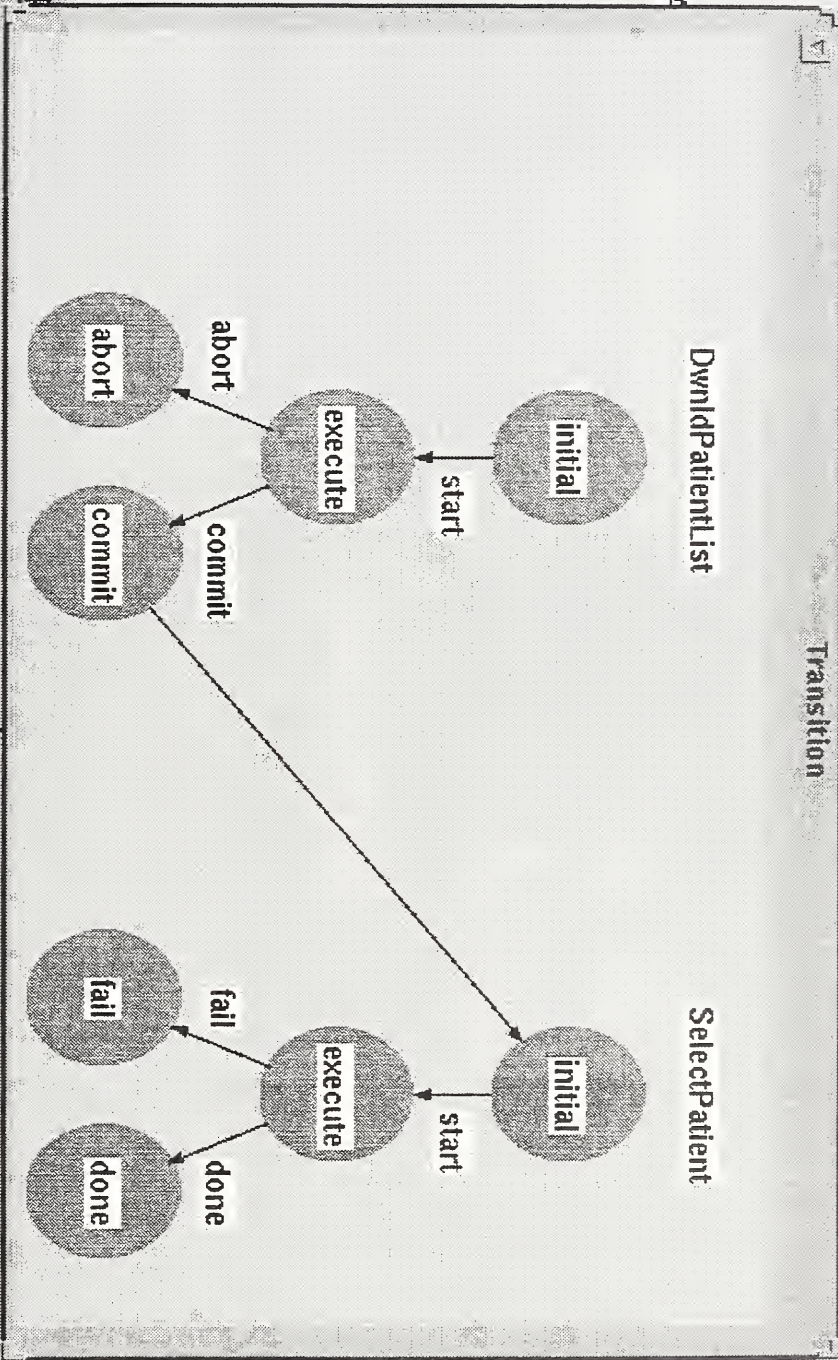 Transition
DwnldPatientList
SelectPatient
initial
initial
start
start
execute
execute
abort
commit
fail
done
abort
commit
fail
done